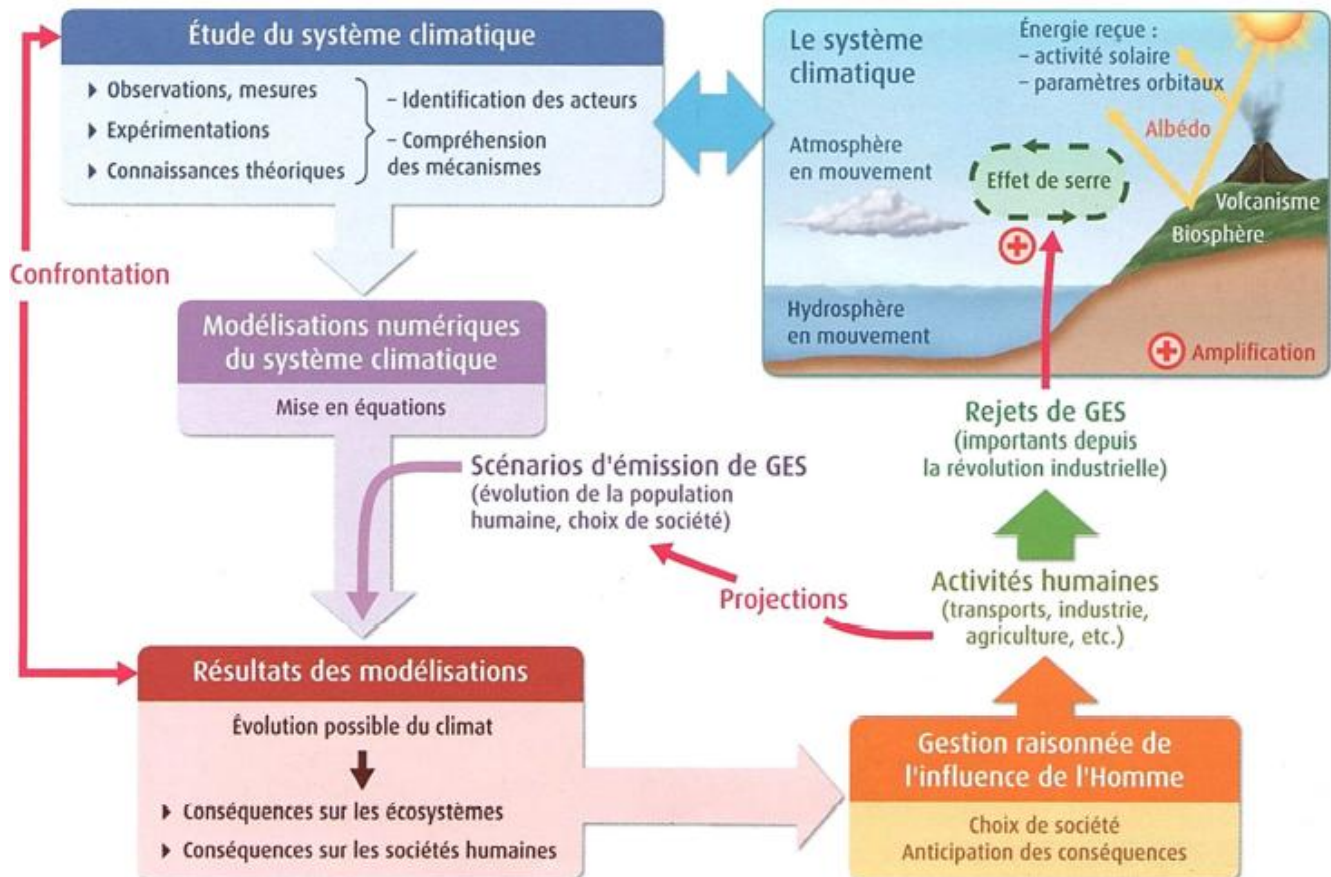 Étude du système climatique
▸ Observations, mesures
▸ Expérimentations
▸ Connaissances théoriques
– Identification des acteurs
– Compréhension
des mécanismes
Le système
climatique
Énergie reçue :
– activité solaire
– paramètres orbitaux
Albédo
Atmosphère
en mouvement
Effet de serre
Volcanisme
Biosphère
Hydrosphère
en mouvement
+
+ Amplification
Confrontation
Modélisations numériques
du système climatique
Mise en équations
Scénarios d'émission de GES
(évolution de la population
humaine, choix de société)
Rejets de GES
(importants depuis
la révolution industrielle)
Projections
Activités humaines
(transports, industrie,
agriculture, etc.)
Résultats des modélisations
Évolution possible du climat
▸ Conséquences sur les écosystèmes
▸ Conséquences sur les sociétés humaines
Gestion raisonnée de
l'influence de l'Homme
Choix de société
Anticipation des conséquences